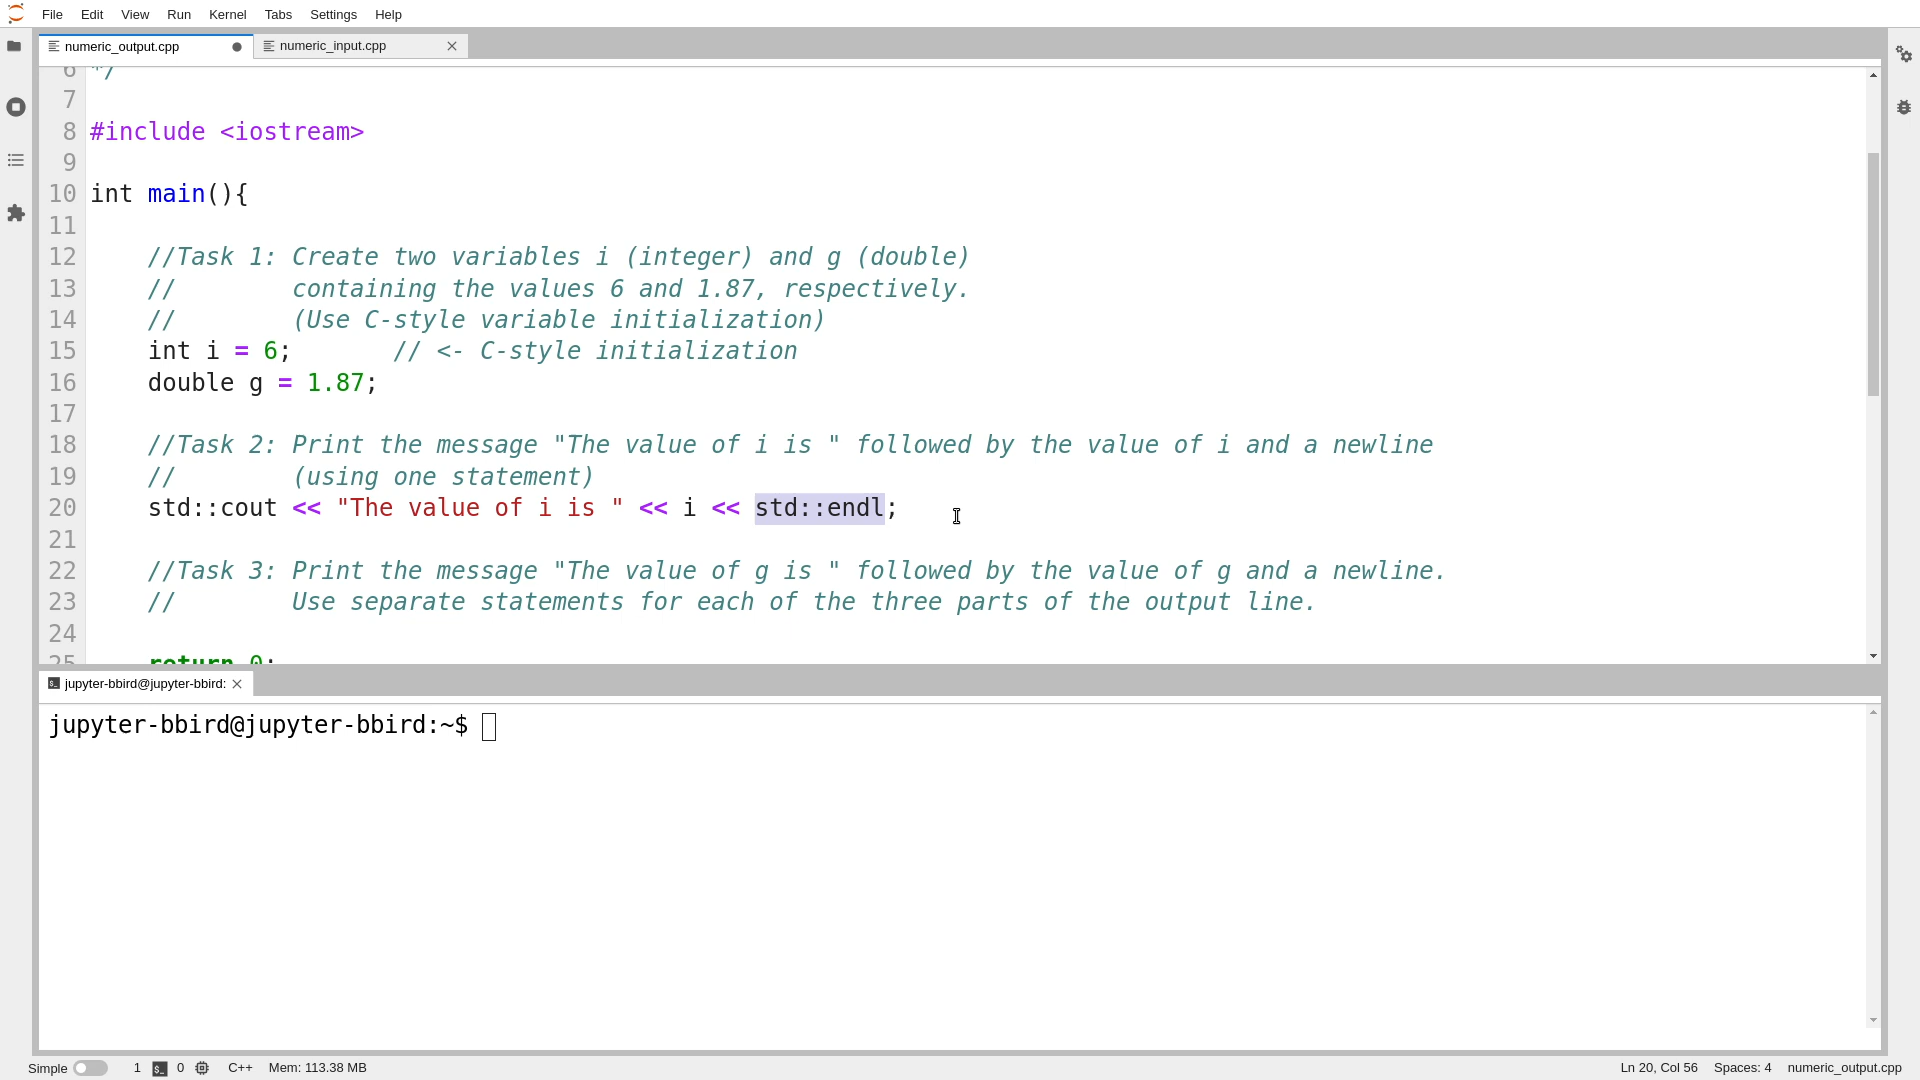 File Edit View Run Kernel Tabs Settings Help
numeric_output.cpp numeric_input.cpp
6 */
7
8 #include <iostream>
9
10 int main(){
11
12     //Task 1: Create two variables i (integer) and g (double)
13     //        containing the values 6 and 1.87, respectively.
14     //        (Use C-style variable initialization)
15     int i = 6;       // <- C-style initialization
16     double g = 1.87;
17
18     //Task 2: Print the message "The value of i is " followed by the value of i and a newline
19     //        (using one statement)
20     std::cout << "The value of i is " << i << std::endl;
21
22     //Task 3: Print the message "The value of g is " followed by the value of g and a newline.
23     //        Use separate statements for each of the three parts of the output line.
24
25     return 0;
jupyter-bbird@jupyter-bbird:
jupyter-bbird@jupyter-bbird:~$
Simple 1 $_ 0 C++ Mem: 113.38 MB Ln 20, Col 56 Spaces: 4 numeric_output.cpp